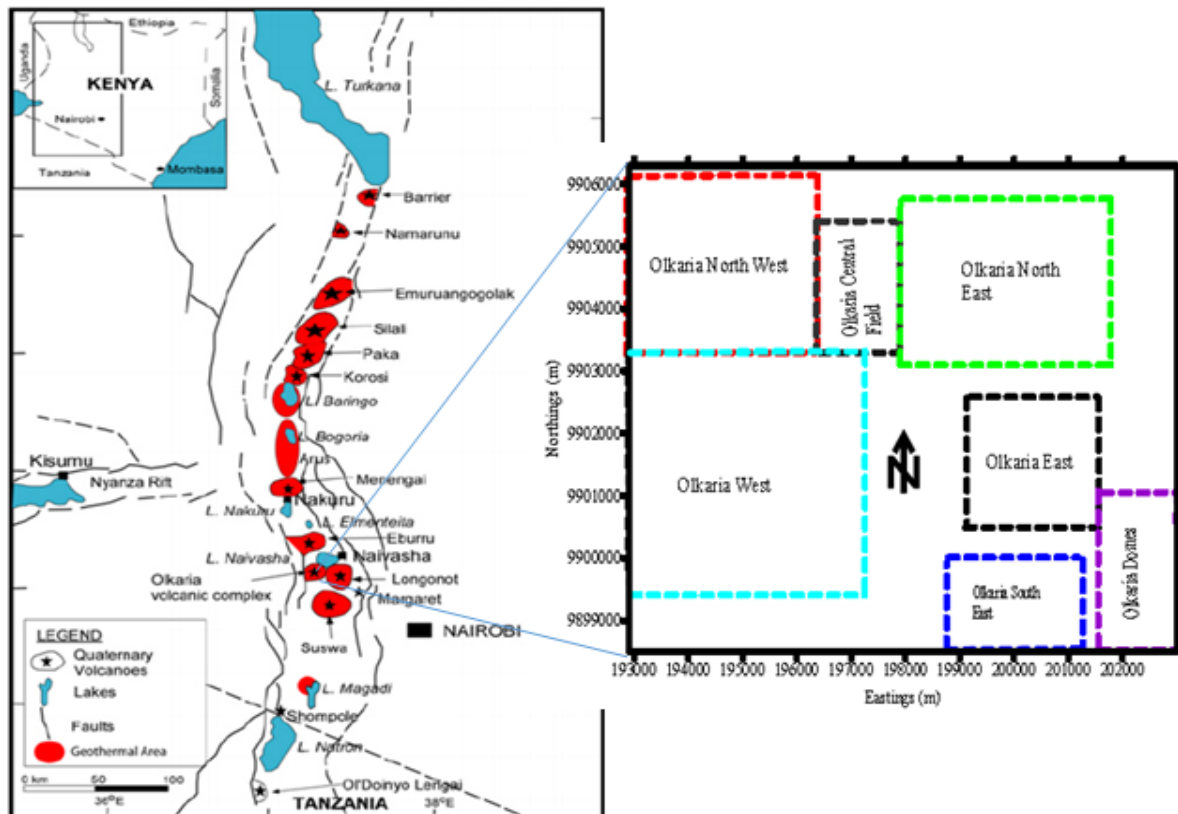 Ethiopia
Uganda
KENYA
Somulia
Nairobi
Mombasa
Tanzania
L. Turkana
Barrier
Namarunu
Emuruangogolak
Silali
Paka
Korosi
L. Baringo
L. Bogoria
Arus
Kisumu
Nyanza Rift
Menengai
Nakuru
L. Nakuru
L. Elmenteita
Eburru
L. Naivasha
Naivasha
Olkaria
volcanic complex
Longonot
Margaret
NAIROBI
Suswa
L. Magadi
Shompole
L. Natron
Ol'Doinyo Lengai
TANZANIA
LEGEND
Quaternary
Volcanoes
Lakes
Faults
Geothermal Area
0 km 50 100
36°E
38°E
Northings (m)
9906000
9905000
9904000
9903000
9902000
9901000
9900000
9899000
Olkaria North West
Olkaria Central
Field
Olkaria North
East
Olkaria West
N
Olkaria East
Olkaria South
East
Olkaria Domes
193000 194000 195000 196000 197000 198000 199000 200000 201000 202000
Eastings (m)